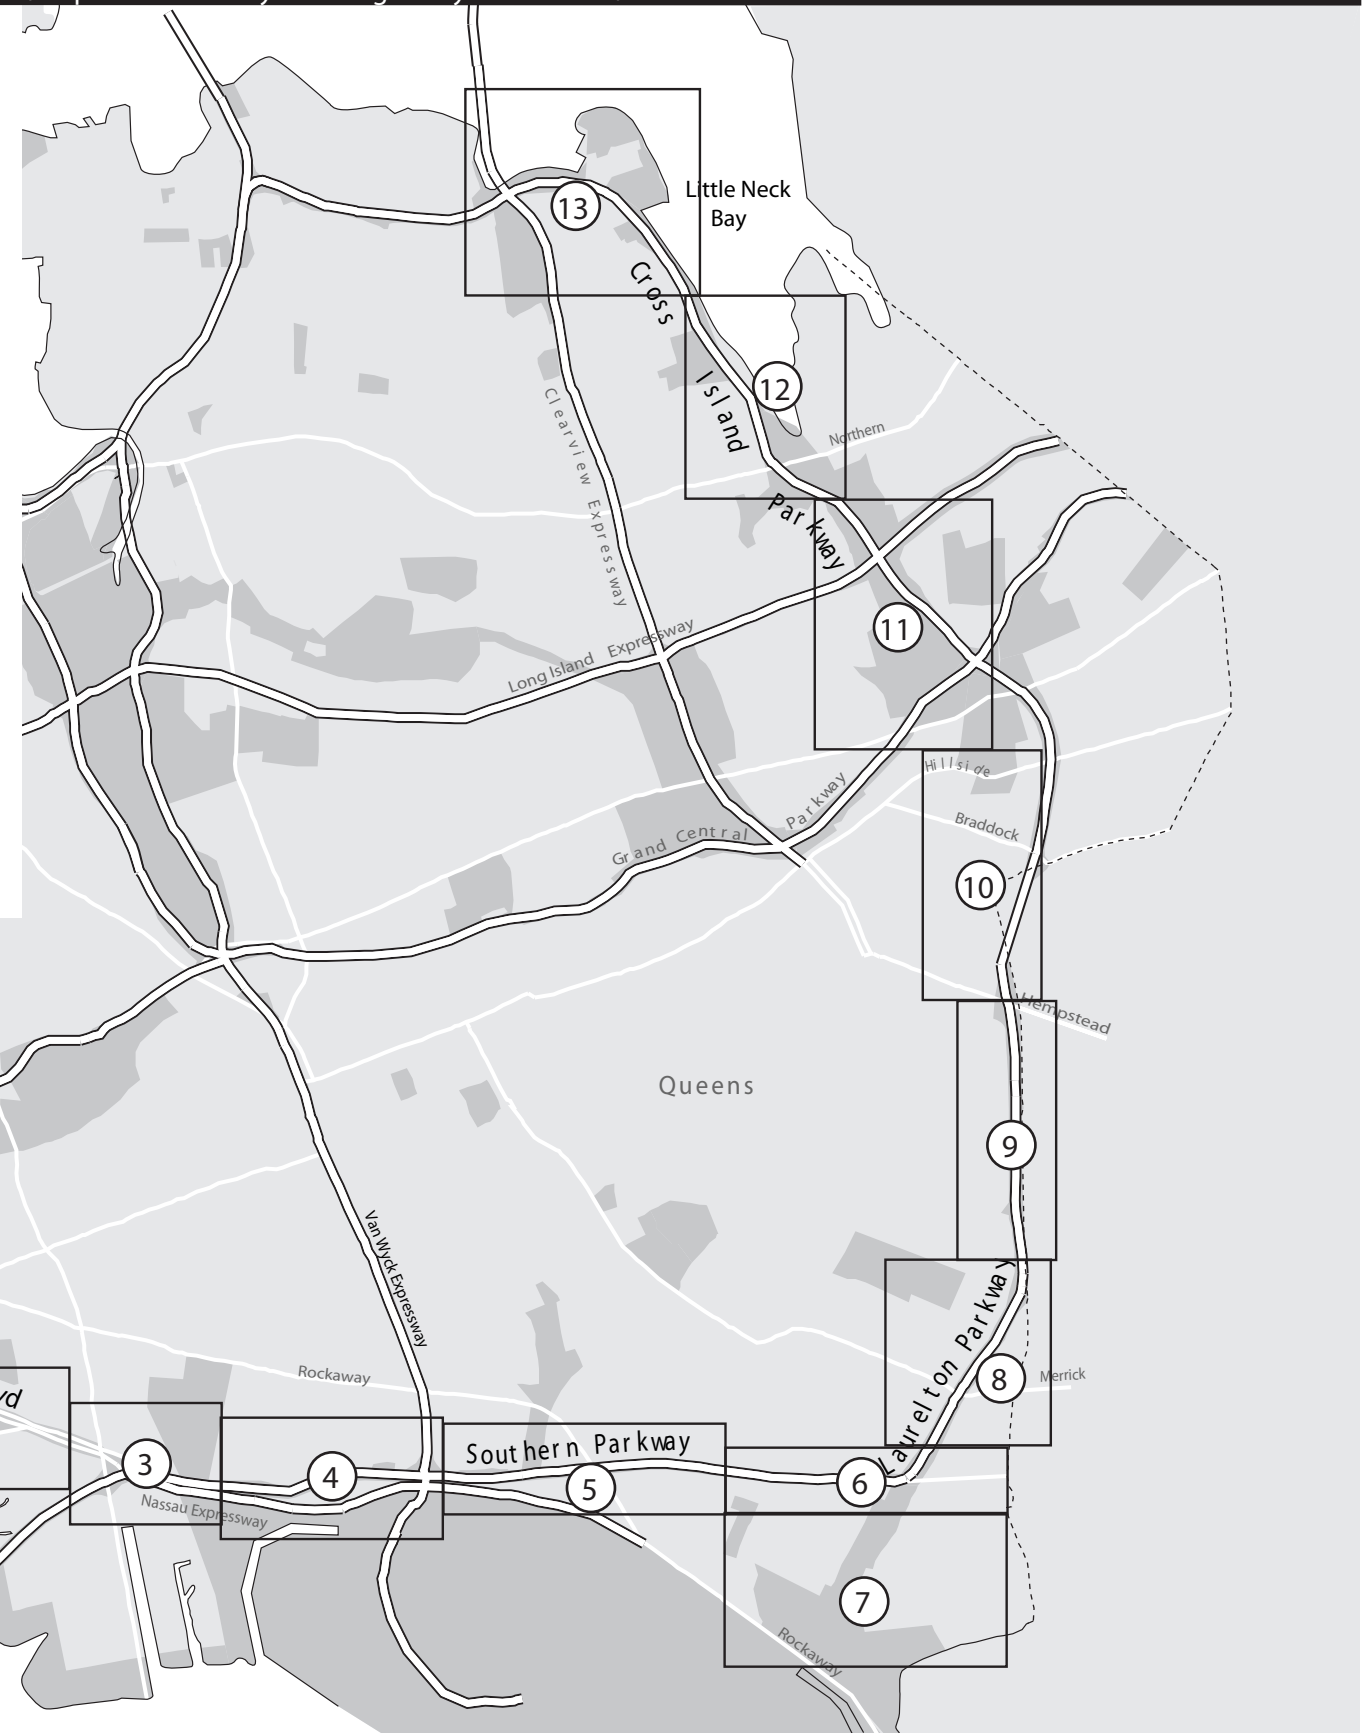 13
Little Neck
Bay
Cross
Island
Parkway
12
Northern
Clearview Expressway
11
Long Island Expressway
Hillside
Grand Central Parkway
Braddock
10
Hempstead
Queens
9
Van Wyck Expressway
Laurelton Parkway
8
Merrick
Rockaway
3
4
Southern Parkway
5
6
Nassau Expressway
7
Rockaway